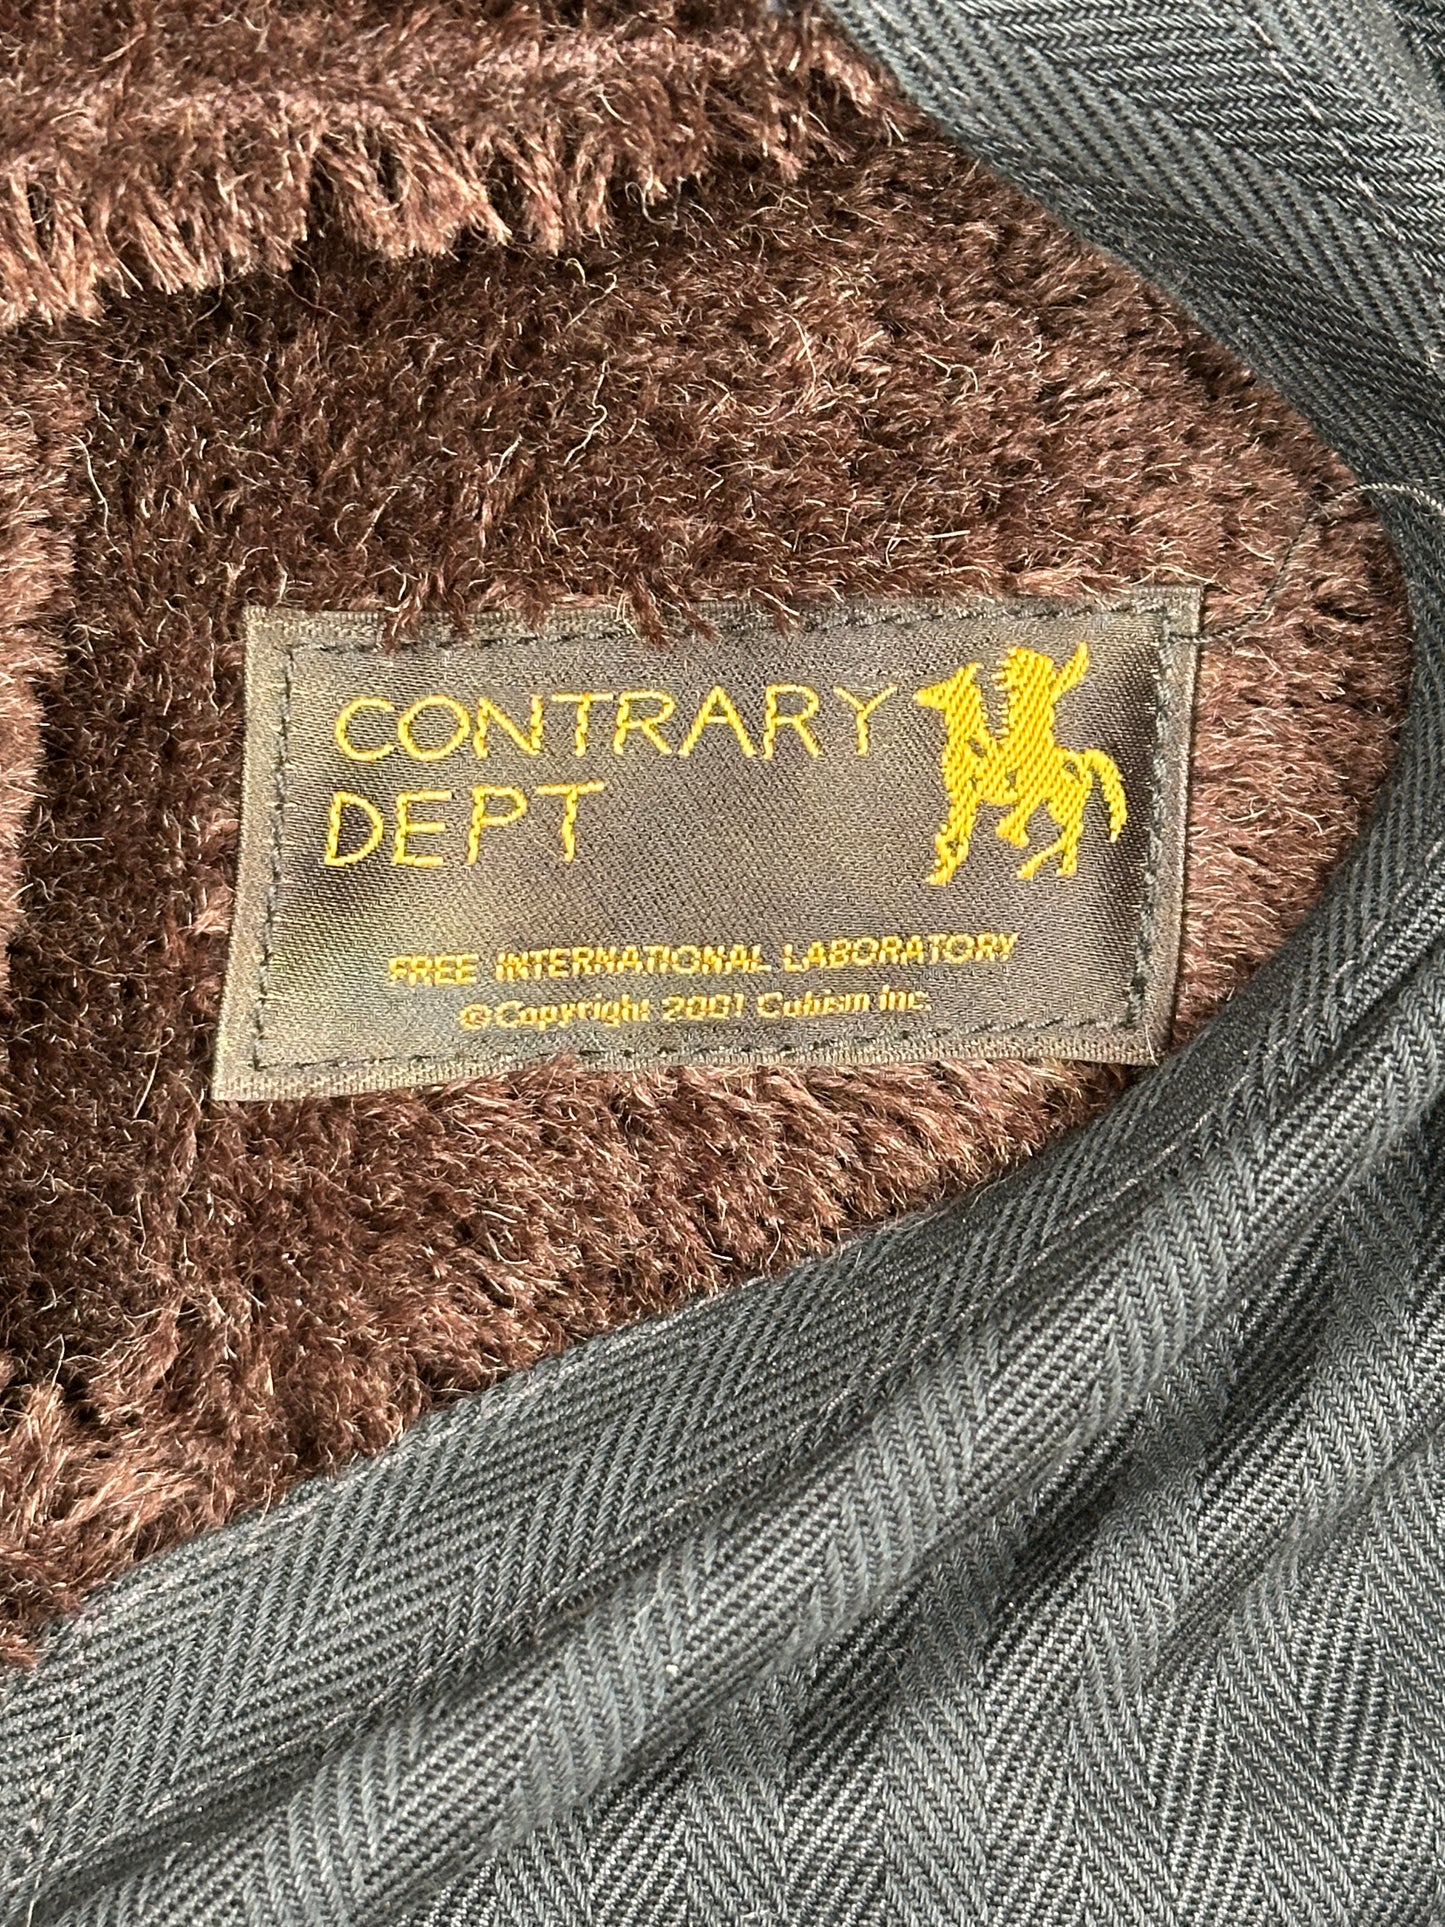 CONTRARY
DEPT
FREE INTERNATIONAL LABORATORY
© Copyright 2001 Cubism Inc.